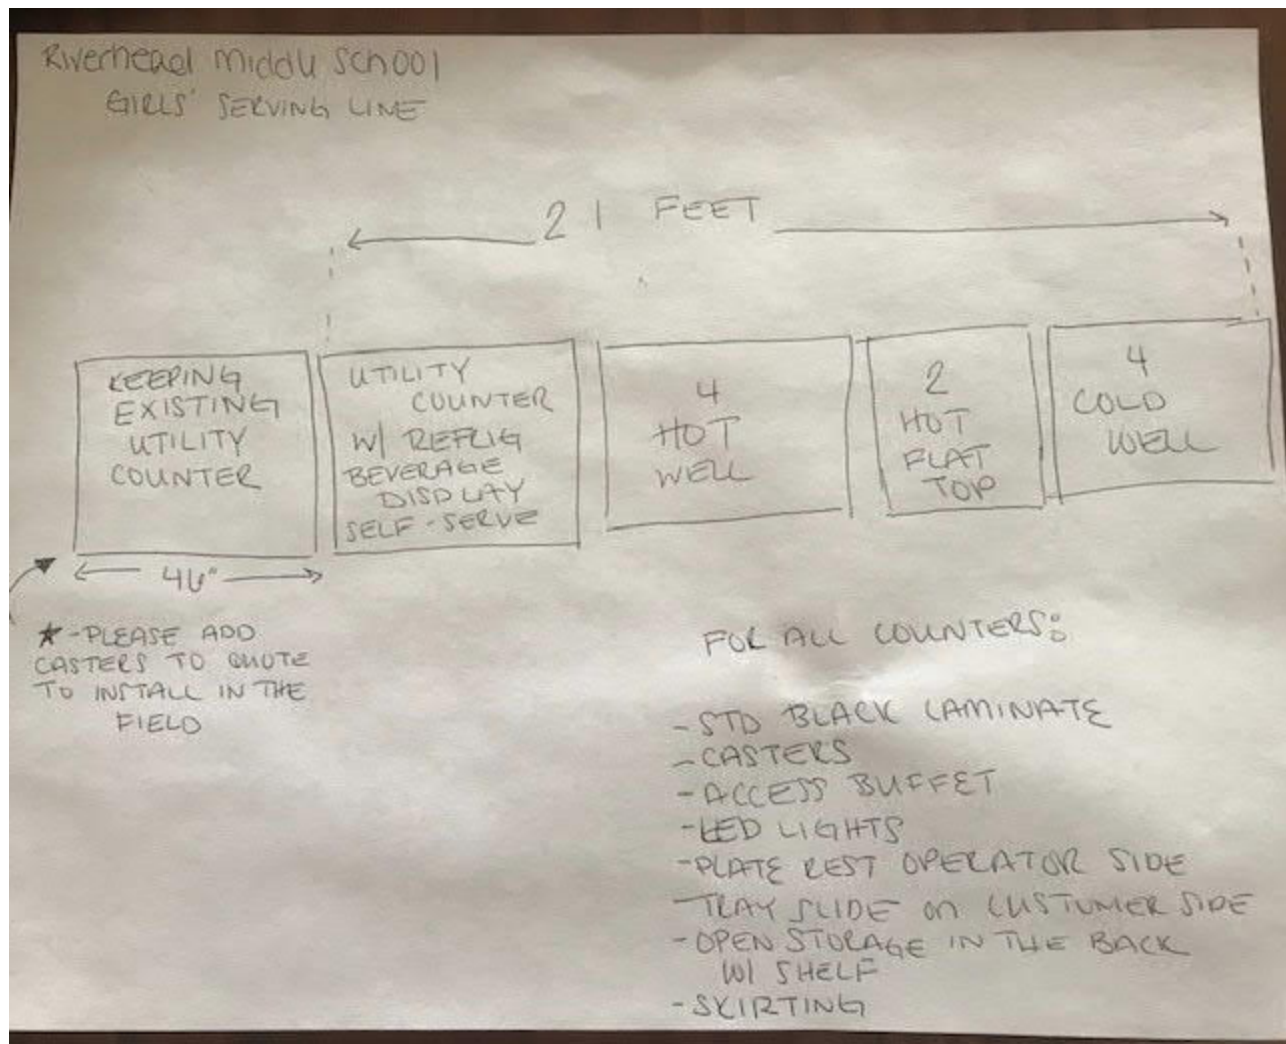 Riverhead Middle School
GIRLS' SERVING LINE
21 FEET
KEEPING
EXISTING
UTILITY
COUNTER
UTILITY
COUNTER
W/ REFRIG
BEVERAGE
DISPLAY
SELF-SERVE
4
HOT
WELL
2
HOT
FLAT
TOP
4
COLD
WELL
46"
★-PLEASE ADD
CASTERS TO QUOTE
TO INSTALL IN THE
FIELD
FOR ALL COUNTERS:
-STD BLACK LAMINATE
-CASTERS
-ACCESS BUFFET
-LED LIGHTS
-PLATE REST OPERATOR SIDE
-TRAY SLIDE ON CUSTUMER SIDE
-OPEN STORAGE IN THE BACK
W/ SHELF
-SKIRTING